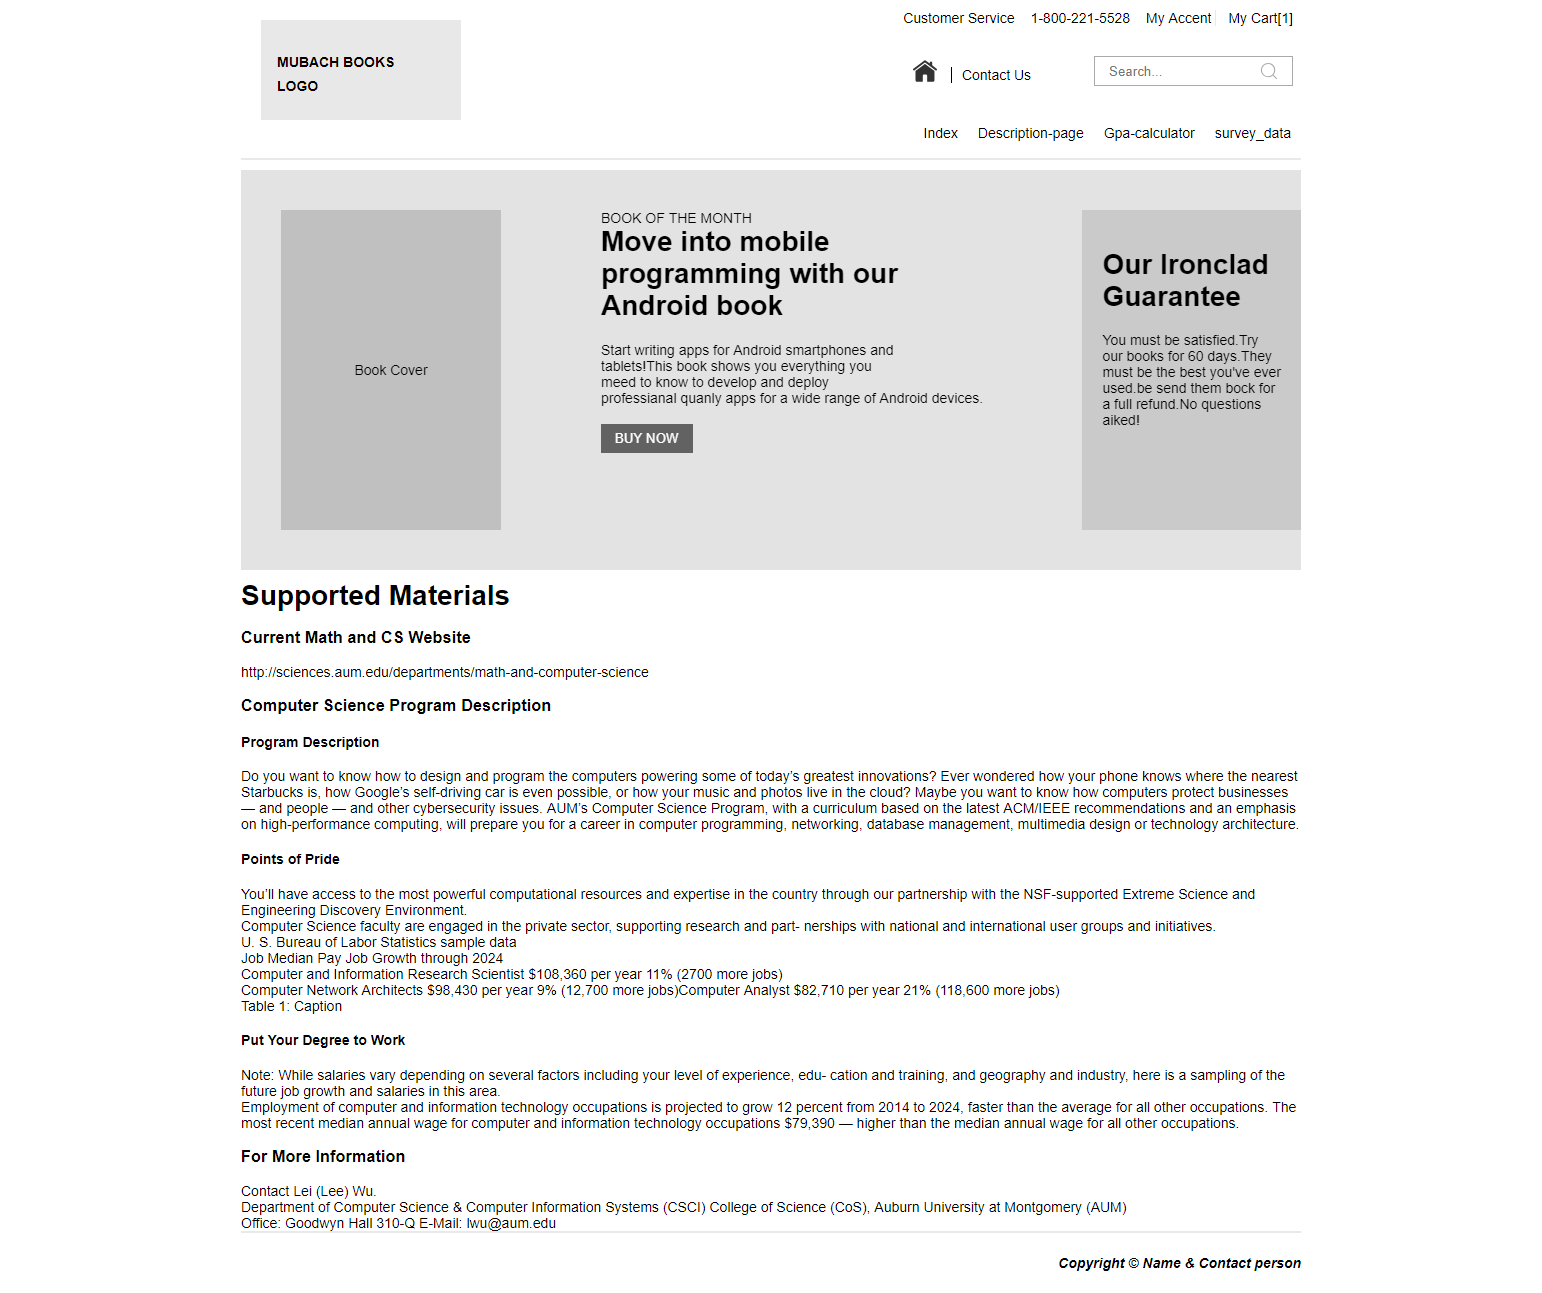 Customer Service 1-800-221-5528 My Accent My Cart[1]
MUBACH BOOKS
LOGO
Contact Us
Search...
Index Description-page Gpa-calculator survey_data
Book Cover
BOOK OF THE MONTH
Move into mobile
programming with our
Android book
Start writing apps for Android smartphones and
tablets!This book shows you everything you
meed to know to develop and deploy
professianal quanly apps for a wide range of Android devices.
BUY NOW
Our Ironclad
Guarantee
You must be satisfied.Try
our books for 60 days.They
must be the best you've ever
used.be send them bock for
a full refund.No questions
aiked!
Supported Materials
Current Math and CS Website
http://sciences.aum.edu/departments/math-and-computer-science
Computer Science Program Description
Program Description
Do you want to know how to design and program the computers powering some of today’s greatest innovations? Ever wondered how your phone knows where the nearest
Starbucks is, how Google’s self-driving car is even possible, or how your music and photos live in the cloud? Maybe you want to know how computers protect businesses
— and people — and other cybersecurity issues. AUM’s Computer Science Program, with a curriculum based on the latest ACM/IEEE recommendations and an emphasis
on high-performance computing, will prepare you for a career in computer programming, networking, database management, multimedia design or technology architecture.
Points of Pride
You’ll have access to the most powerful computational resources and expertise in the country through our partnership with the NSF-supported Extreme Science and
Engineering Discovery Environment.
Computer Science faculty are engaged in the private sector, supporting research and part- nerships with national and international user groups and initiatives.
U. S. Bureau of Labor Statistics sample data
Job Median Pay Job Growth through 2024
Computer and Information Research Scientist $108,360 per year 11% (2700 more jobs)
Computer Network Architects $98,430 per year 9% (12,700 more jobs)Computer Analyst $82,710 per year 21% (118,600 more jobs)
Table 1: Caption
Put Your Degree to Work
Note: While salaries vary depending on several factors including your level of experience, edu- cation and training, and geography and industry, here is a sampling of the
future job growth and salaries in this area.
Employment of computer and information technology occupations is projected to grow 12 percent from 2014 to 2024, faster than the average for all other occupations. The
most recent median annual wage for computer and information technology occupations $79,390 — higher than the median annual wage for all other occupations.
For More Information
Contact Lei (Lee) Wu.
Department of Computer Science & Computer Information Systems (CSCI) College of Science (CoS), Auburn University at Montgomery (AUM)
Office: Goodwyn Hall 310-Q E-Mail: lwu@aum.edu
Copyright © Name & Contact person